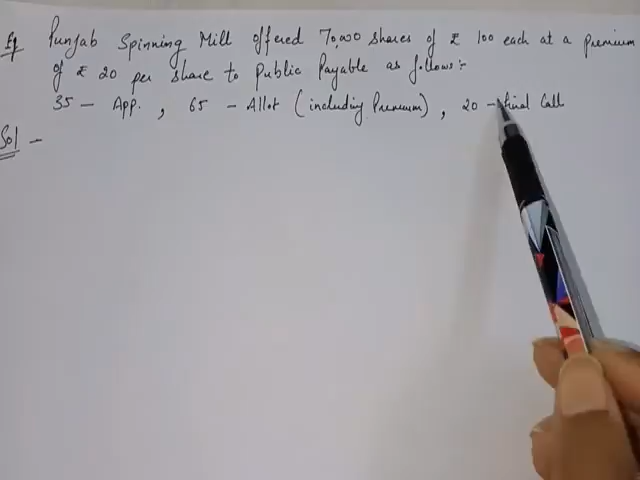 Eg Punjab Spinning Mill offered 70,000 shares of ₹ 100 each at a premium
of ₹ 20 per share to public Payable as follows:-
35 - App. , 65 - Allot (including Premium) , 20 - final Call
Sol -